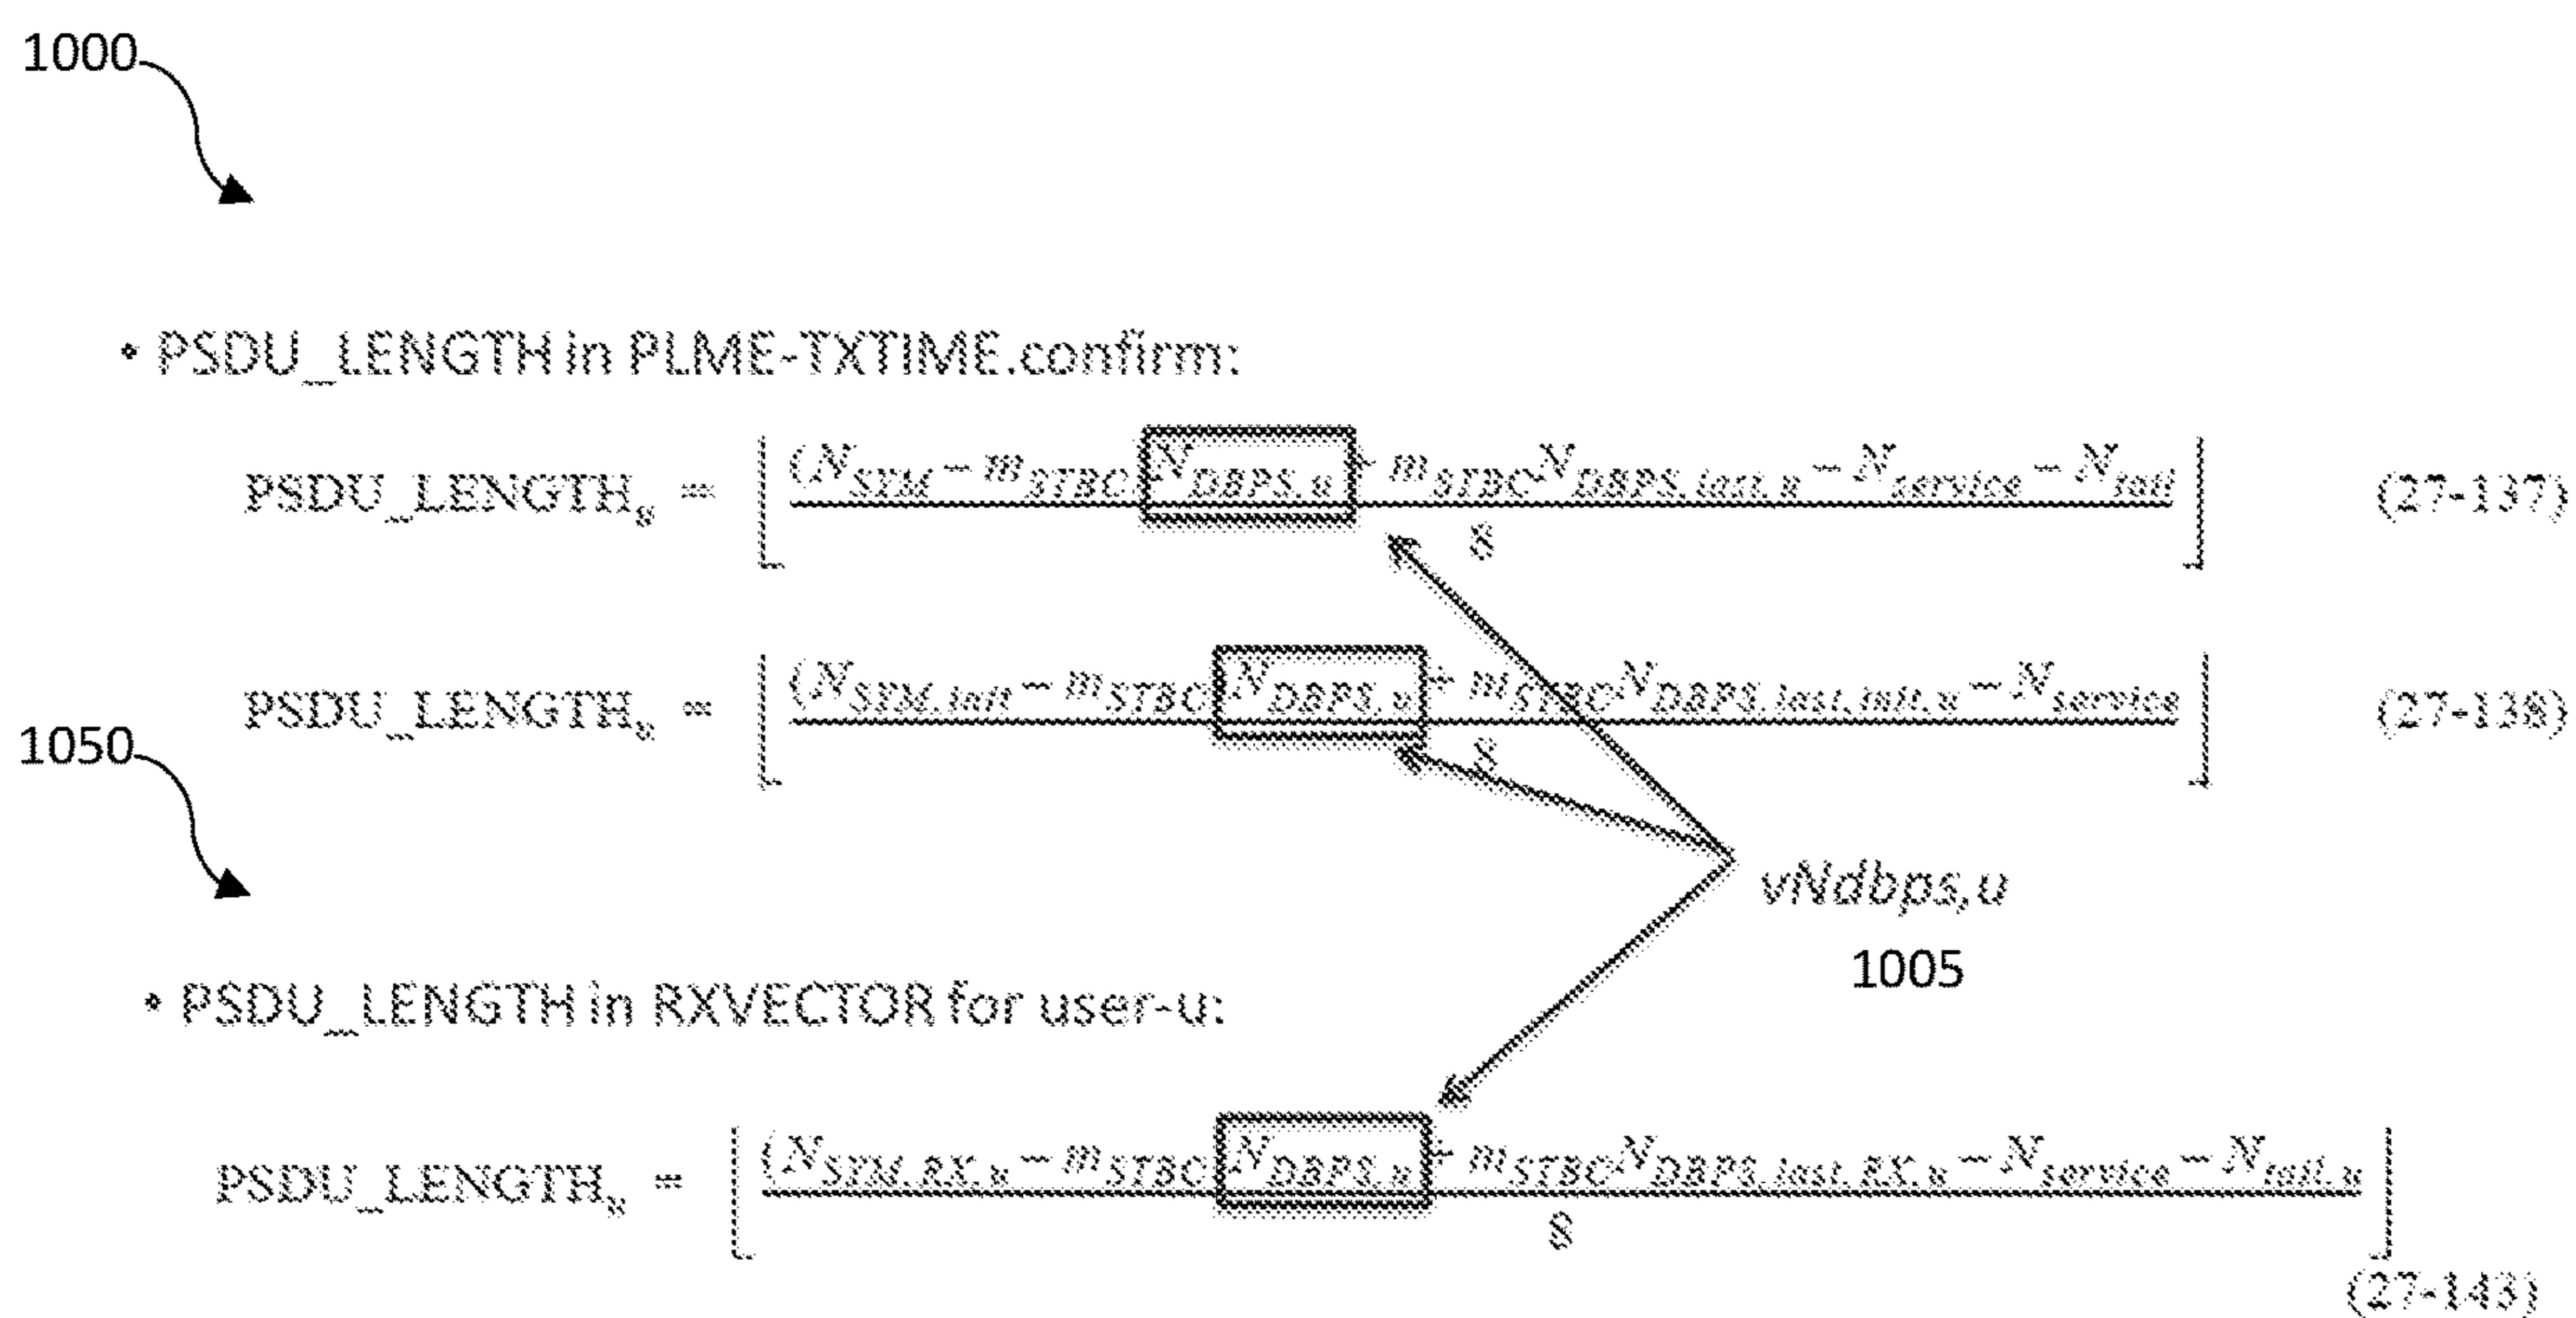 1000
• PSDU_LENGTH in PLME-TXTIME.confirm:
PSDU_LENGTH_u = ⌊ (N_SYM − m_STBC N_DBPS,u + m_STBC N_DBPS,last,u − N_service − N_tail / 8 ⌋ (27-137)
PSDU_LENGTH_u = ⌊ (N_SYM,init − m_STBC N_DBPS,u + m_STBC N_DBPS,last,init,u − N_service / 8 ⌋ (27-138)
1050
vNdbps,u
1005
• PSDU_LENGTH in RXVECTOR for user-u:
PSDU_LENGTH_u = ⌊ (N_SYM,RX,u − m_STBC N_DBPS,u + m_STBC N_DBPS,last,RX,u − N_service − N_tail,u / 8 ⌋
(27-143)